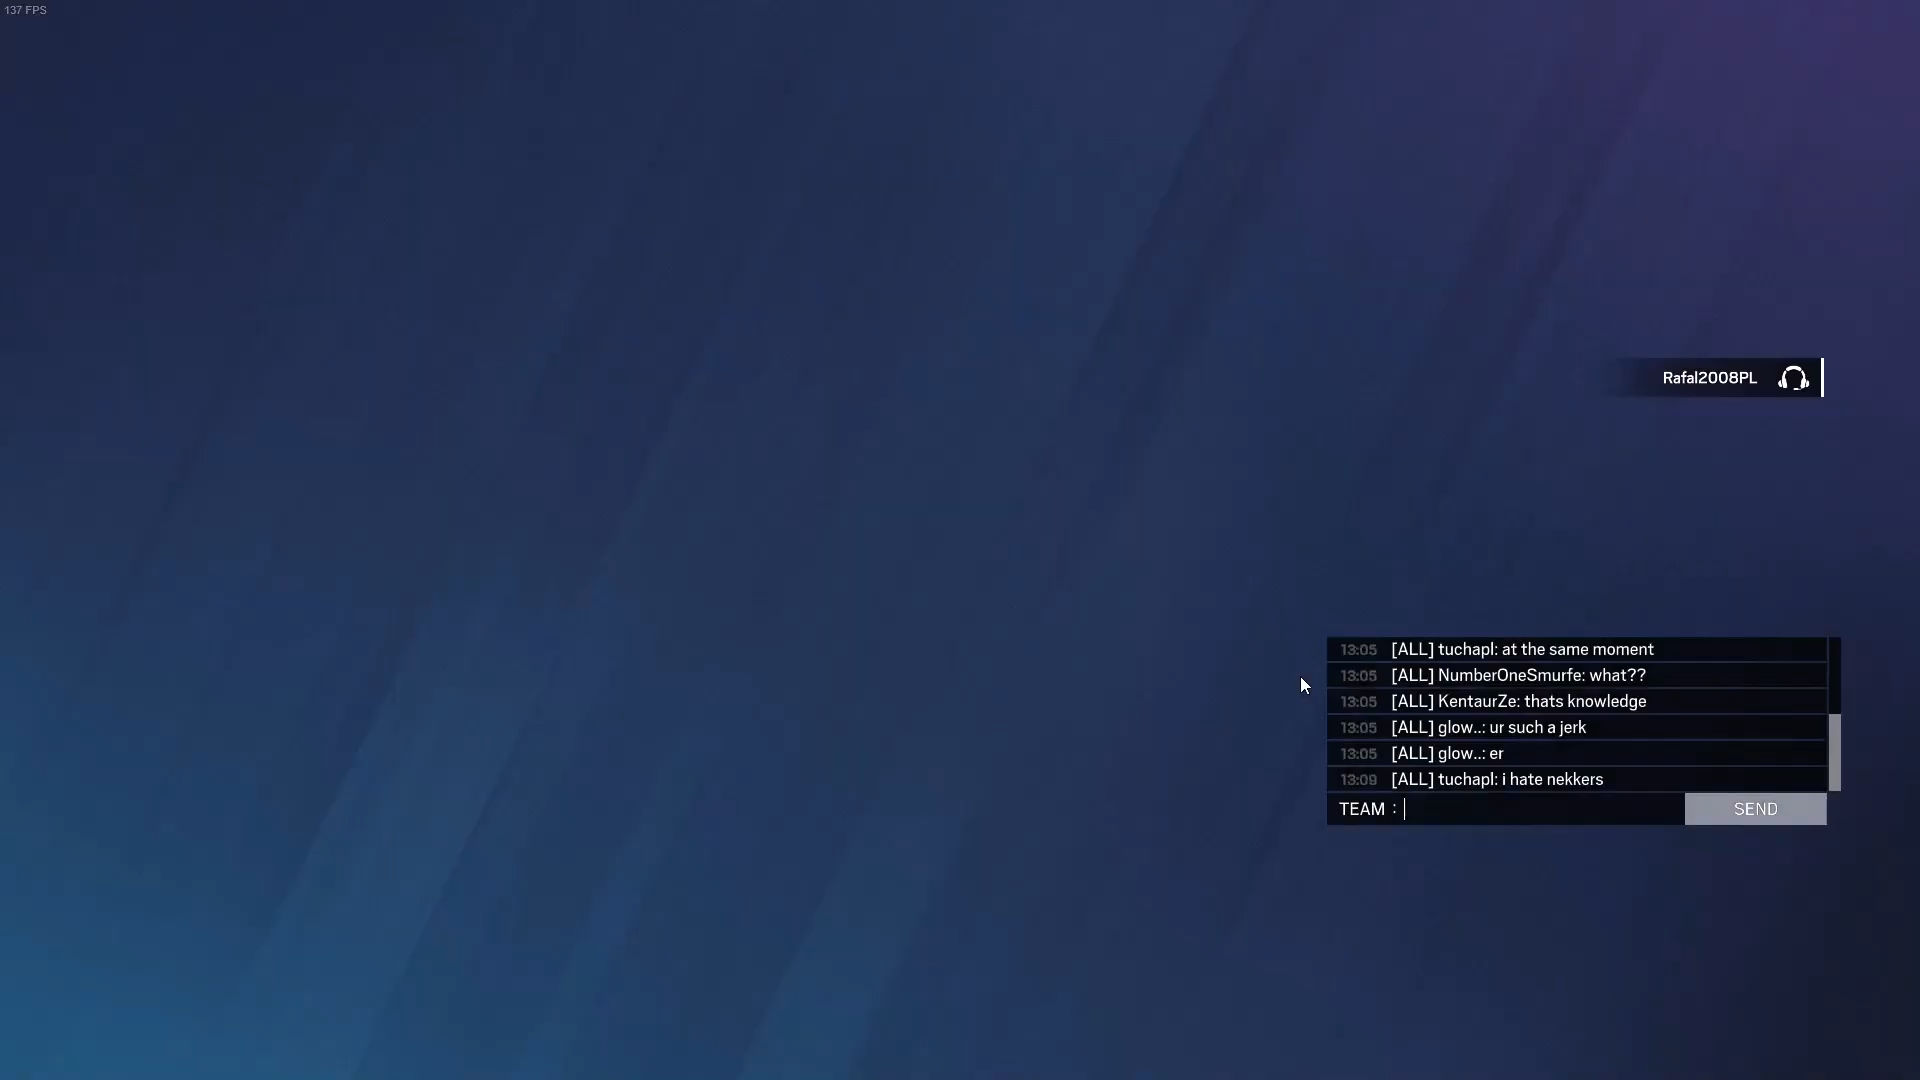 137 FPS
Rafal2008PL
13:05 [ALL] tuchapl: at the same moment
13:05 [ALL] NumberOneSmurfe: what??
13:05 [ALL] KentaurZe: thats knowledge
13:05 [ALL] glow..: ur such a jerk
13:05 [ALL] glow..: er
13:09 [ALL] tuchapl: i hate nekkers
TEAM : SEND